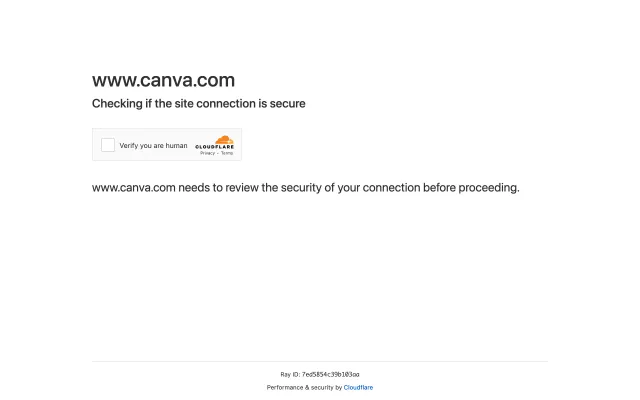 www.canva.com
Checking if the site connection is secure
Verify you are human
CLOUDFLARE
Privacy • Terms
www.canva.com needs to review the security of your connection before proceeding.
Ray ID: 7ed5854c39b103aa
Performance & security by Cloudflare